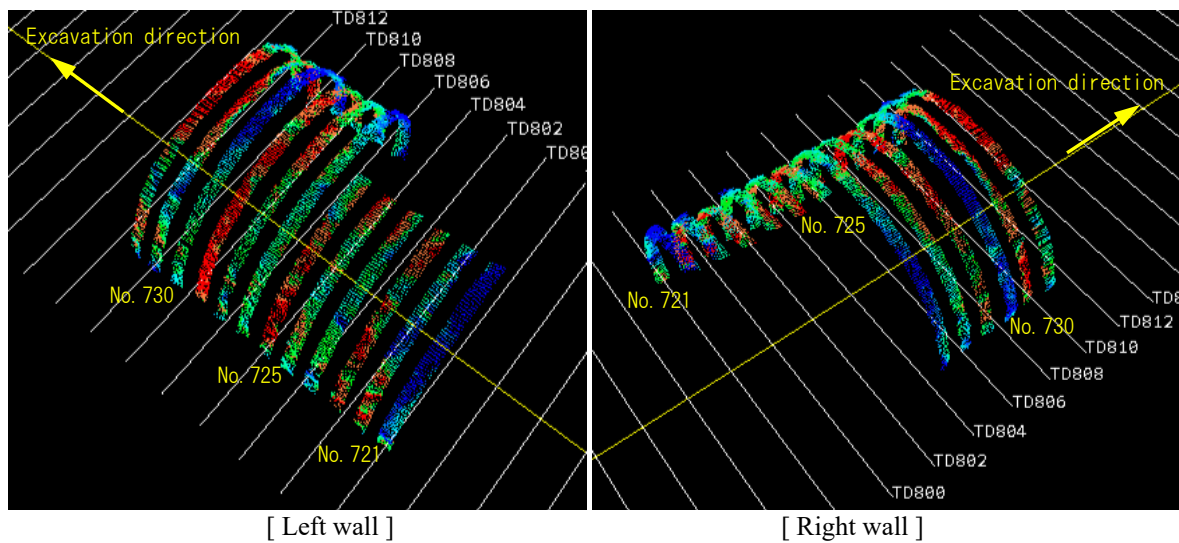 Excavation direction
TD812
TD810
TD808
TD806
TD804
TD802
No. 730
No. 725
No. 721
[ Left wall ]
Excavation direction
No. 725
No. 721
No. 730
TD812
TD810
TD808
TD806
TD804
TD802
TD800
[ Right wall ]